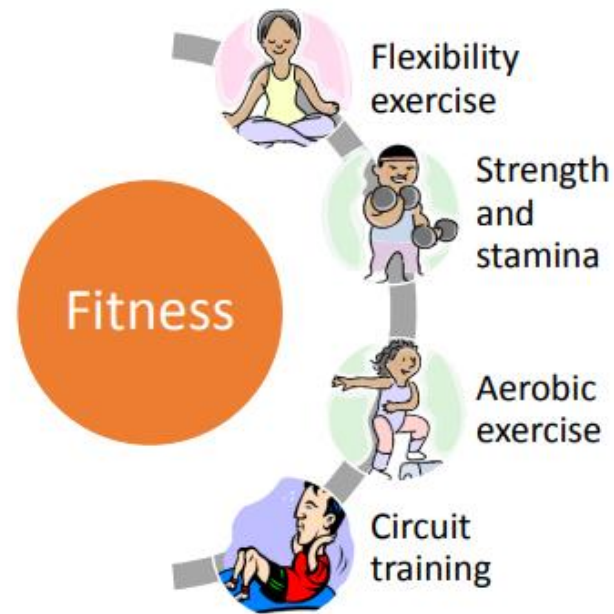 Flexibility
exercise
Strength
and
stamina
Fitness
Aerobic
exercise
Circuit
training